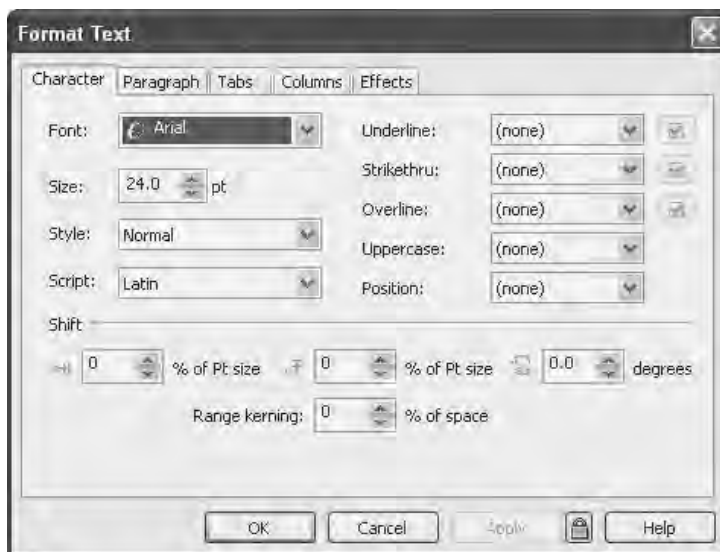 Format Text
Character Paragraph Tabs Columns Effects
Font: Arial Underline: (none)
Strikethru: (none)
Size: 24.0 pt
Overline: (none)
Style: Normal
Uppercase: (none)
Script: Latin
Position: (none)
Shift
0 % of Pt size 0 % of Pt size 0.0 degrees
Range kerning: 0 % of space
OK Cancel Apply Help